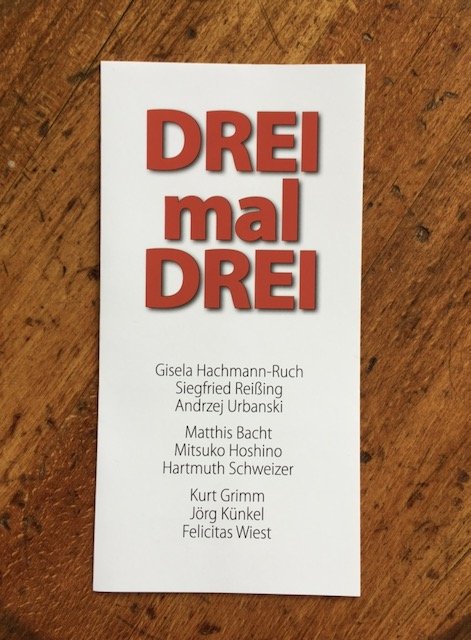 DREI
mal
DREI
Gisela Hachmann-Ruch
Siegfried Reißing
Andrzej Urbanski
Matthis Bacht
Mitsuko Hoshino
Hartmuth Schweizer
Kurt Grimm
Jörg Künkel
Felicitas Wiest